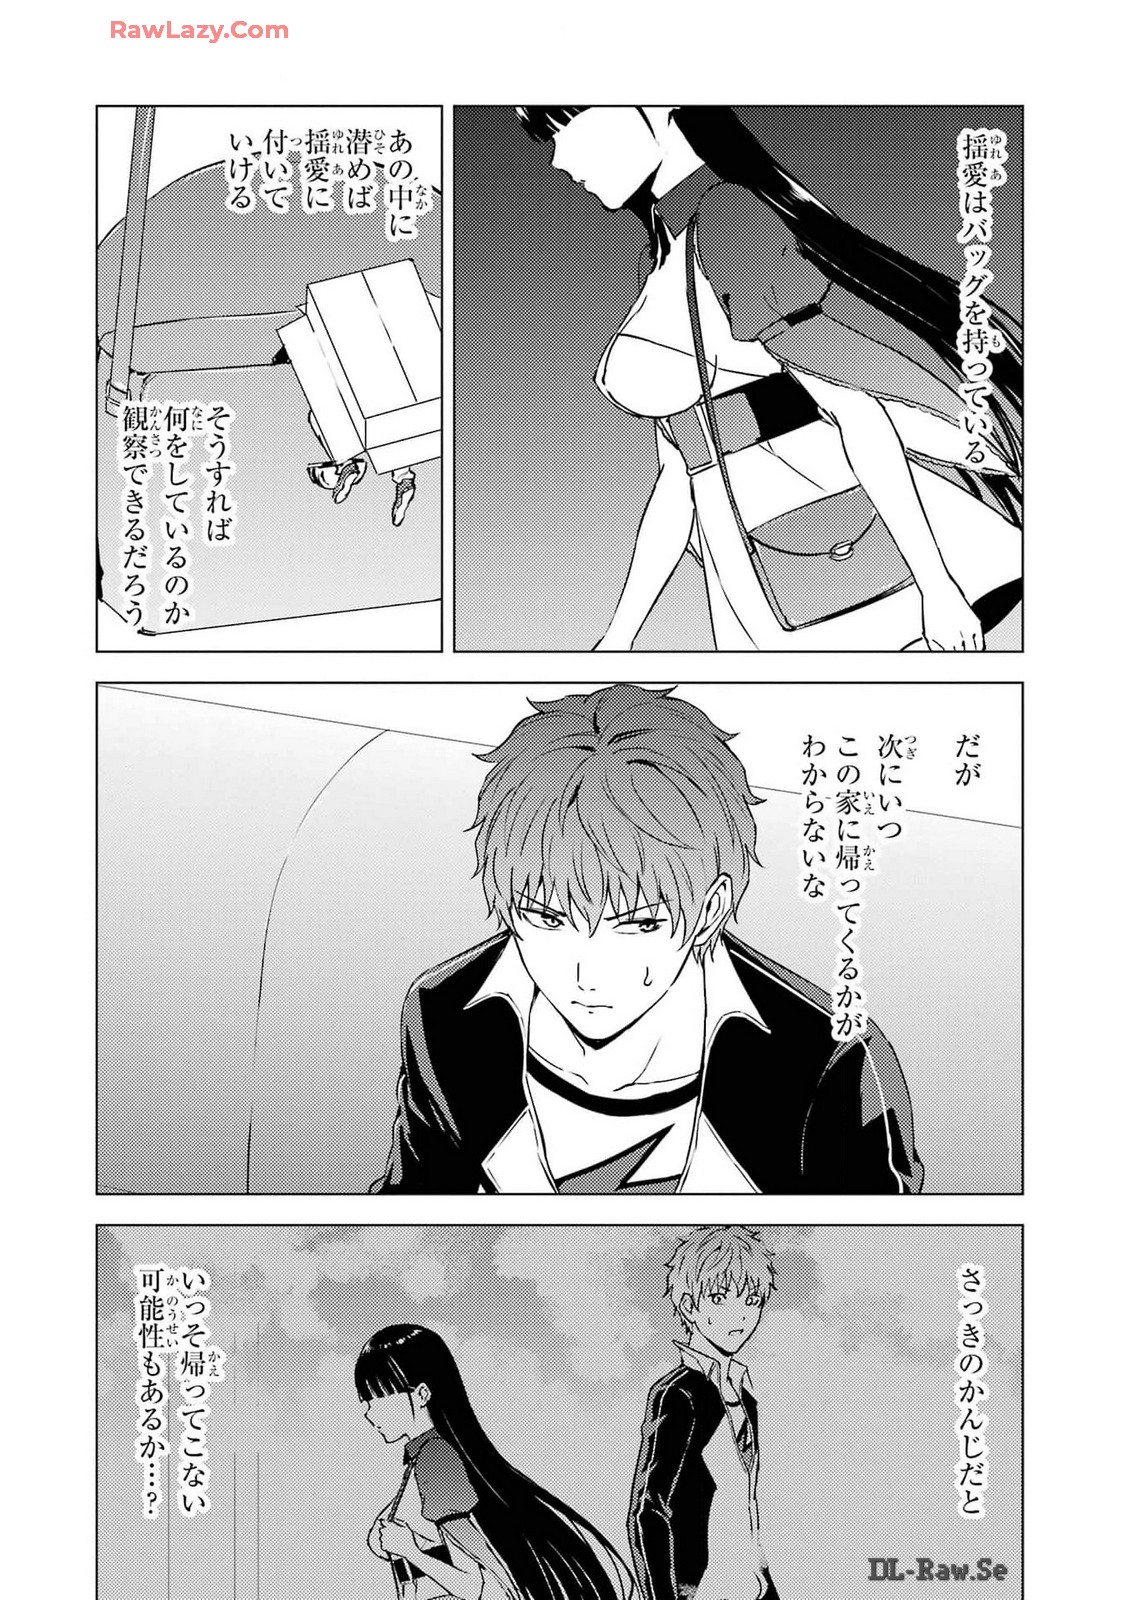 RawLazy.Com
揺愛はバッグを持っている
あの中に
潜めば
揺愛に
付いて
いける
そうすれば
何をしているのか
観察できるだろう
だが
次にいつ
この家に帰ってくるかが
わからないな
さっきのかんじだと
いっそ帰ってこない
可能性もあるか…?
DL-Raw.Se